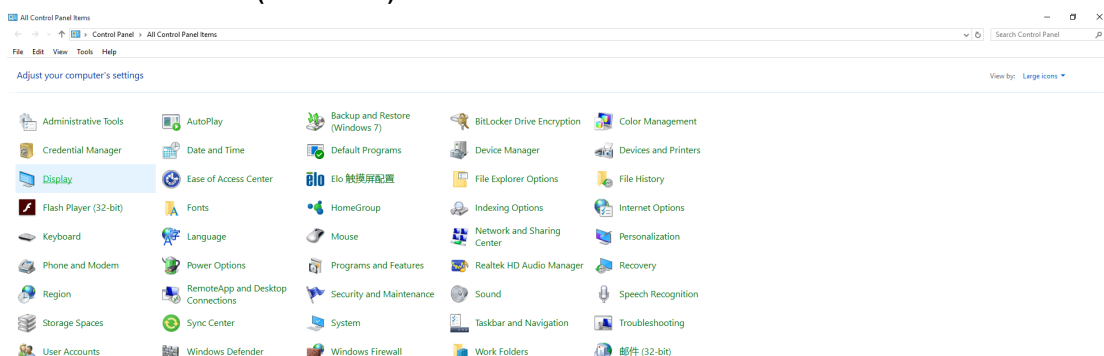 All Control Panel Items
Control Panel > All Control Panel Items
Search Control Panel
File Edit View Tools Help
Adjust your computer's settings
View by: Large icons
Administrative Tools
AutoPlay
Backup and Restore
(Windows 7)
BitLocker Drive Encryption
Color Management
Credential Manager
Date and Time
Default Programs
Device Manager
Devices and Printers
Display
Ease of Access Center
elo
Elo 触摸屏配置
File Explorer Options
File History
Flash Player (32-bit)
Fonts
HomeGroup
Indexing Options
Internet Options
Keyboard
Language
Mouse
Network and Sharing
Center
Personalization
Phone and Modem
Power Options
Programs and Features
Realtek HD Audio Manager
Recovery
Region
RemoteApp and Desktop
Connections
Security and Maintenance
Sound
Speech Recognition
Storage Spaces
Sync Center
System
Taskbar and Navigation
Troubleshooting
User Accounts
Windows Defender
Windows Firewall
Work Folders
邮件 (32-bit)